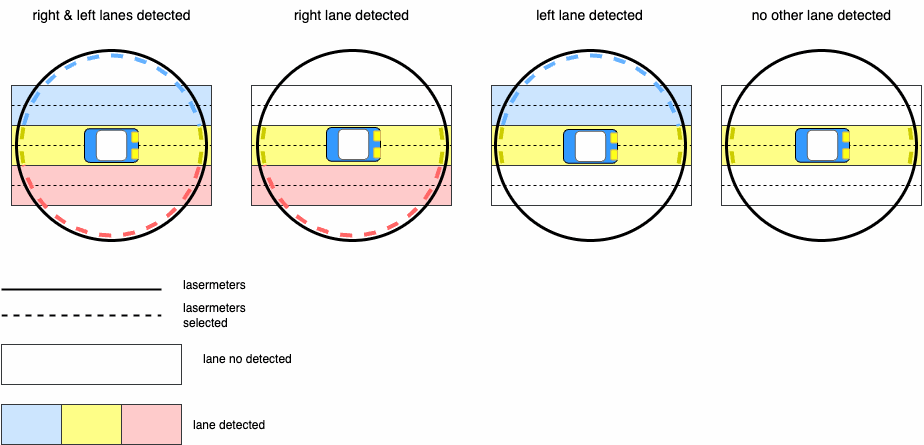 right & left lanes detected
right lane detected
left lane detected
no other lane detected
lasermeters
lasermeters
selected
lane no detected
lane detected